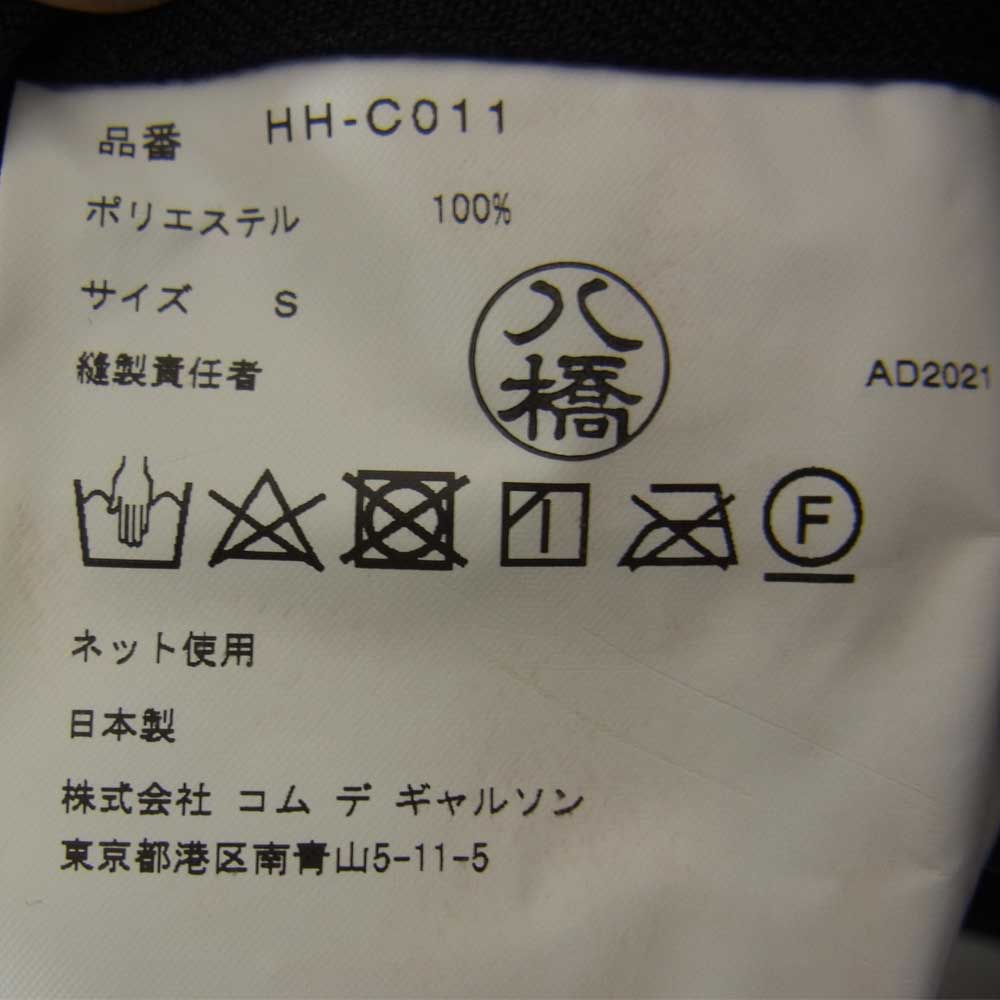 品番 HH-C011
ポリエステル 100%
サイズ S
八橋
縫製責任者
AD2021
F
ネット使用
日本製
株式会社 コム デ ギャルソン
東京都港区南青山5-11-5